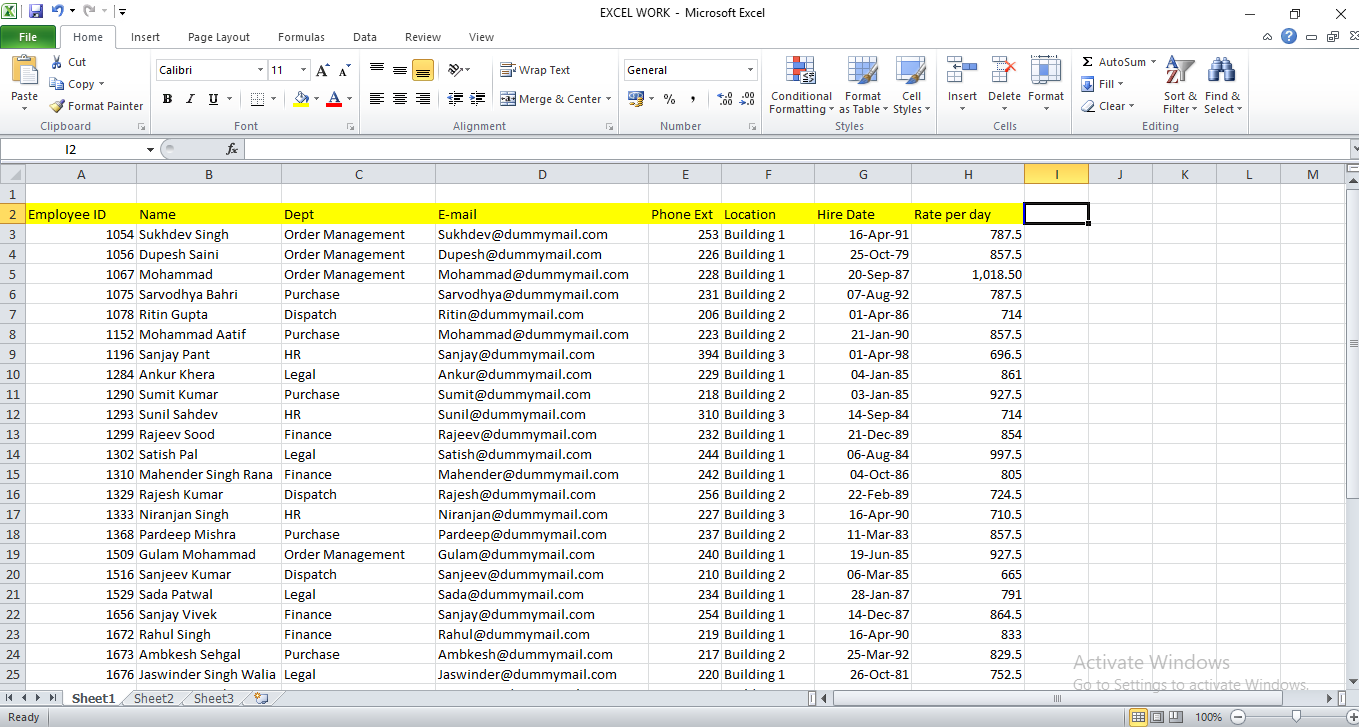 EXCEL WORK - Microsoft Excel
File Home Insert Page Layout Formulas Data Review View
Paste Cut Copy Format Painter Clipboard
Calibri 11 A A B I U A Font
Wrap Text Merge & Center Alignment
General % , .00 .00 Number
Conditional Formatting Format as Table Cell Styles Styles
Insert Delete Format Cells
Σ AutoSum Fill Clear Sort & Filter Find & Select Editing
I2 fx
A B C D E F G H I J K L M
1
2 Employee ID Name Dept E-mail Phone Ext Location Hire Date Rate per day
3 1054 Sukhdev Singh Order Management Sukhdev@dummymail.com 253 Building 1 16-Apr-91 787.5
4 1056 Dupesh Saini Order Management Dupesh@dummymail.com 226 Building 1 25-Oct-79 857.5
5 1067 Mohammad Order Management Mohammad@dummymail.com 228 Building 1 20-Sep-87 1,018.50
6 1075 Sarvodhya Bahri Purchase Sarvodhya@dummymail.com 231 Building 2 07-Aug-92 787.5
7 1078 Ritin Gupta Dispatch Ritin@dummymail.com 206 Building 2 01-Apr-86 714
8 1152 Mohammad Aatif Purchase Mohammad@dummymail.com 223 Building 2 21-Jan-90 857.5
9 1196 Sanjay Pant HR Sanjay@dummymail.com 394 Building 3 01-Apr-98 696.5
10 1284 Ankur Khera Legal Ankur@dummymail.com 229 Building 1 04-Jan-85 861
11 1290 Sumit Kumar Purchase Sumit@dummymail.com 218 Building 2 03-Jan-85 927.5
12 1293 Sunil Sahdev HR Sunil@dummymail.com 310 Building 3 14-Sep-84 714
13 1299 Rajeev Sood Finance Rajeev@dummymail.com 232 Building 1 21-Dec-89 854
14 1302 Satish Pal Legal Satish@dummymail.com 244 Building 1 06-Aug-84 997.5
15 1310 Mahender Singh Rana Finance Mahender@dummymail.com 242 Building 1 04-Oct-86 805
16 1329 Rajesh Kumar Dispatch Rajesh@dummymail.com 256 Building 2 22-Feb-89 724.5
17 1333 Niranjan Singh HR Niranjan@dummymail.com 227 Building 3 16-Apr-90 710.5
18 1368 Pardeep Mishra Purchase Pardeep@dummymail.com 237 Building 2 11-Mar-83 857.5
19 1509 Gulam Mohammad Order Management Gulam@dummymail.com 240 Building 1 19-Jun-85 927.5
20 1516 Sanjeev Kumar Dispatch Sanjeev@dummymail.com 210 Building 2 06-Mar-85 665
21 1529 Sada Patwal Legal Sada@dummymail.com 234 Building 1 28-Jan-87 791
22 1656 Sanjay Vivek Finance Sanjay@dummymail.com 254 Building 1 14-Dec-87 864.5
23 1672 Rahul Singh Finance Rahul@dummymail.com 219 Building 1 16-Apr-90 833
24 1673 Ambkesh Sehgal Purchase Ambkesh@dummymail.com 217 Building 2 25-Mar-92 829.5
25 1676 Jaswinder Singh Walia Legal Jaswinder@dummymail.com 220 Building 1 26-Oct-81 752.5
Activate Windows
Go to Settings to activate Windows.
Sheet1 Sheet2 Sheet3
Ready 100%